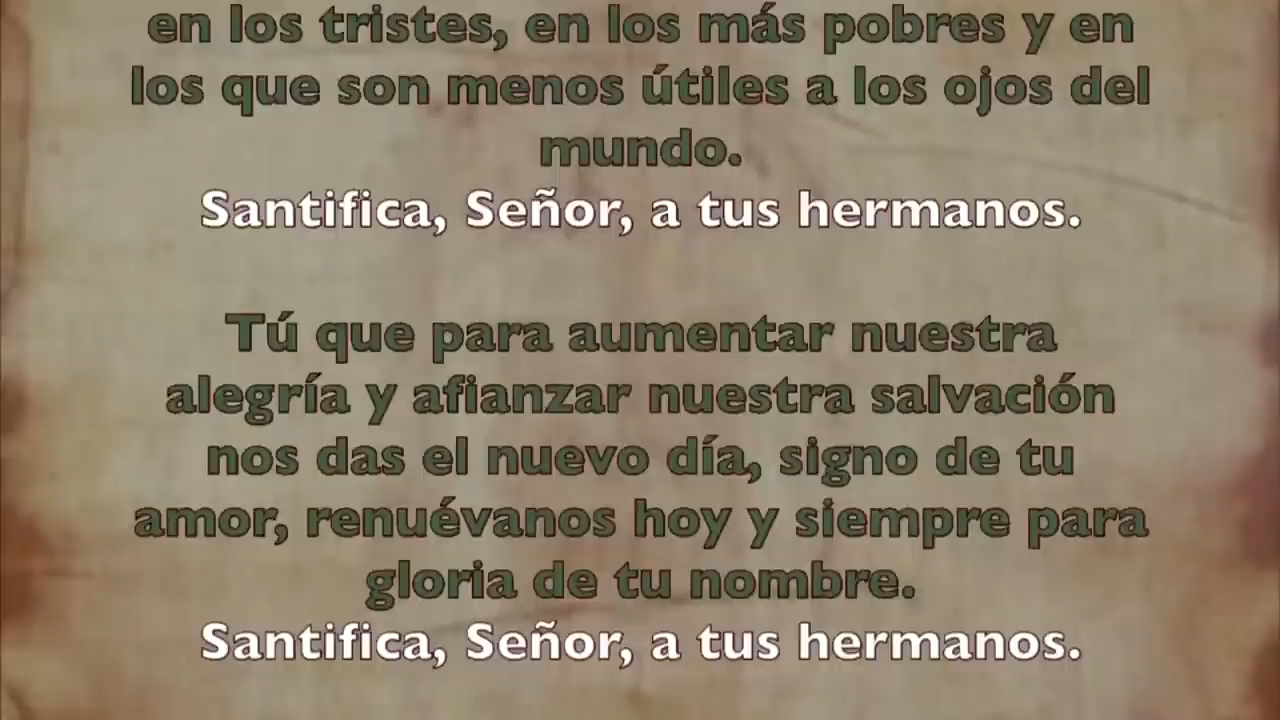 en los tristes, en los más pobres y en
los que son menos útiles a los ojos del
mundo.
Santifica, Señor, a tus hermanos.
Tú que para aumentar nuestra
alegría y afianzar nuestra salvación
nos das el nuevo día, signo de tu
amor, renuévanos hoy y siempre para
gloria de tu nombre.
Santifica, Señor, a tus hermanos.